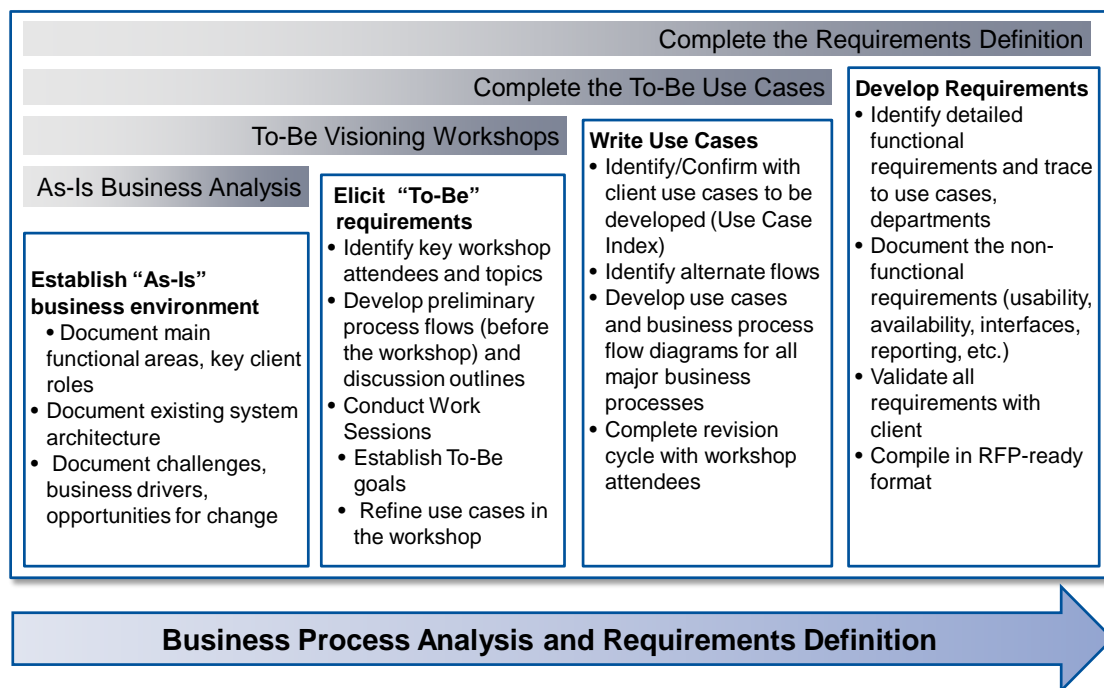 Complete the Requirements Definition
Complete the To-Be Use Cases
To-Be Visioning Workshops
As-Is Business Analysis
Establish “As-Is”
business environment
• Document main
functional areas, key client
roles
• Document existing system
architecture
• Document challenges,
business drivers,
opportunities for change
Elicit “To-Be”
requirements
• Identify key workshop
attendees and topics
• Develop preliminary
process flows (before
the workshop) and
discussion outlines
• Conduct Work
Sessions
• Establish To-Be
goals
• Refine use cases in
the workshop
Write Use Cases
• Identify/Confirm with
client use cases to be
developed (Use Case
Index)
• Identify alternate flows
• Develop use cases
and business process
flow diagrams for all
major business
processes
• Complete revision
cycle with workshop
attendees
Develop Requirements
• Identify detailed
functional
requirements and trace
to use cases,
departments
• Document the non-
functional
requirements (usability,
availability, interfaces,
reporting, etc.)
• Validate all
requirements with
client
• Compile in RFP-ready
format
Business Process Analysis and Requirements Definition